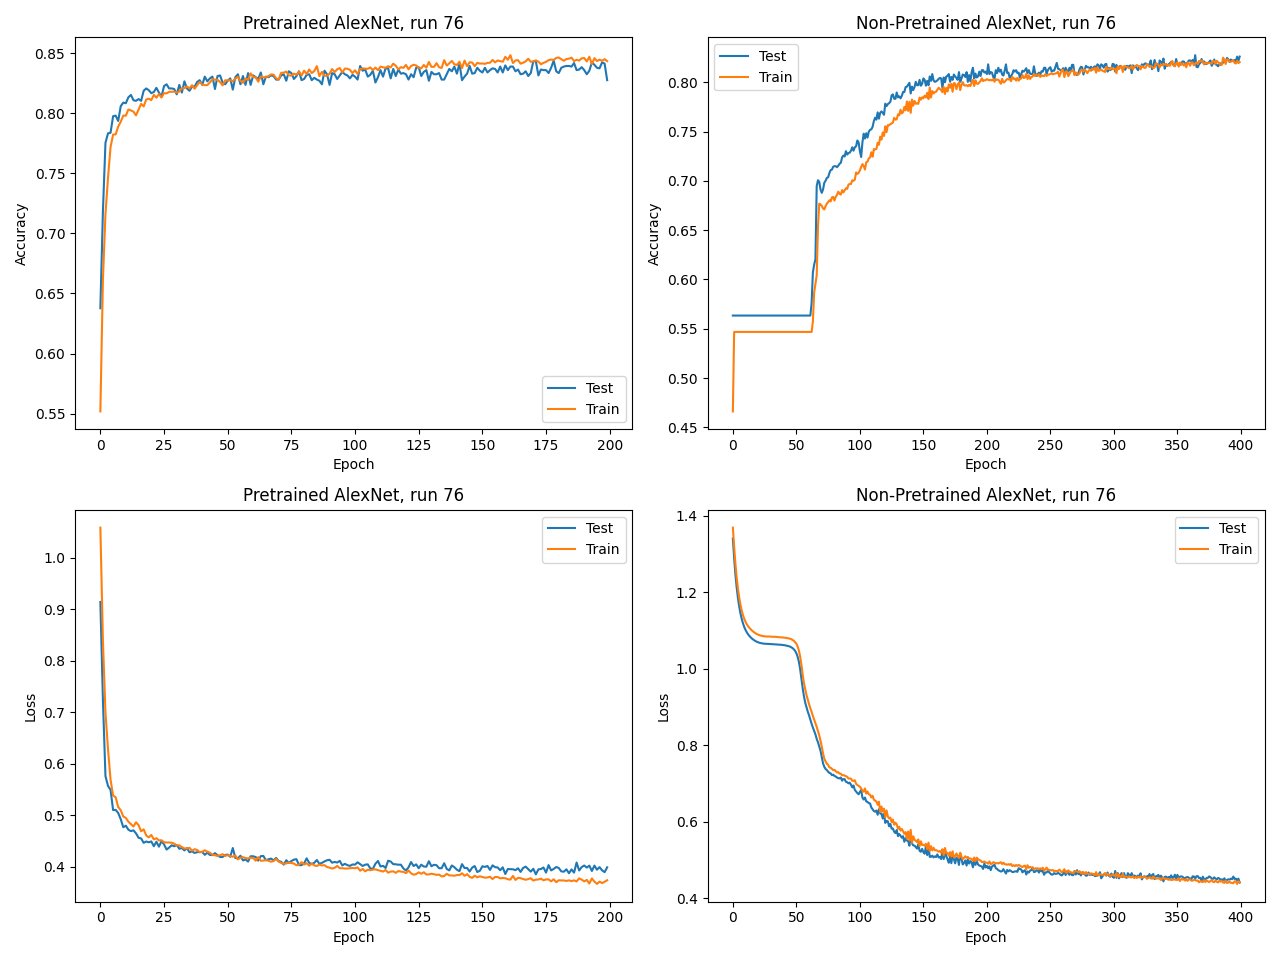 Pretrained AlexNet, run 76
0.85
0.80
0.75
0.70
0.65
0.60
0.55
Accuracy
Test
Train
0 25 50 75 100 125 150 175 200
Epoch
Non-Pretrained AlexNet, run 76
Test
Train
0.80
0.75
0.70
0.65
0.60
0.55
0.50
0.45
Accuracy
0 50 100 150 200 250 300 350 400
Epoch
Pretrained AlexNet, run 76
Test
Train
1.0
0.9
0.8
0.7
0.6
0.5
0.4
Loss
0 25 50 75 100 125 150 175 200
Epoch
Non-Pretrained AlexNet, run 76
Test
Train
1.4
1.2
1.0
0.8
0.6
0.4
Loss
0 50 100 150 200 250 300 350 400
Epoch